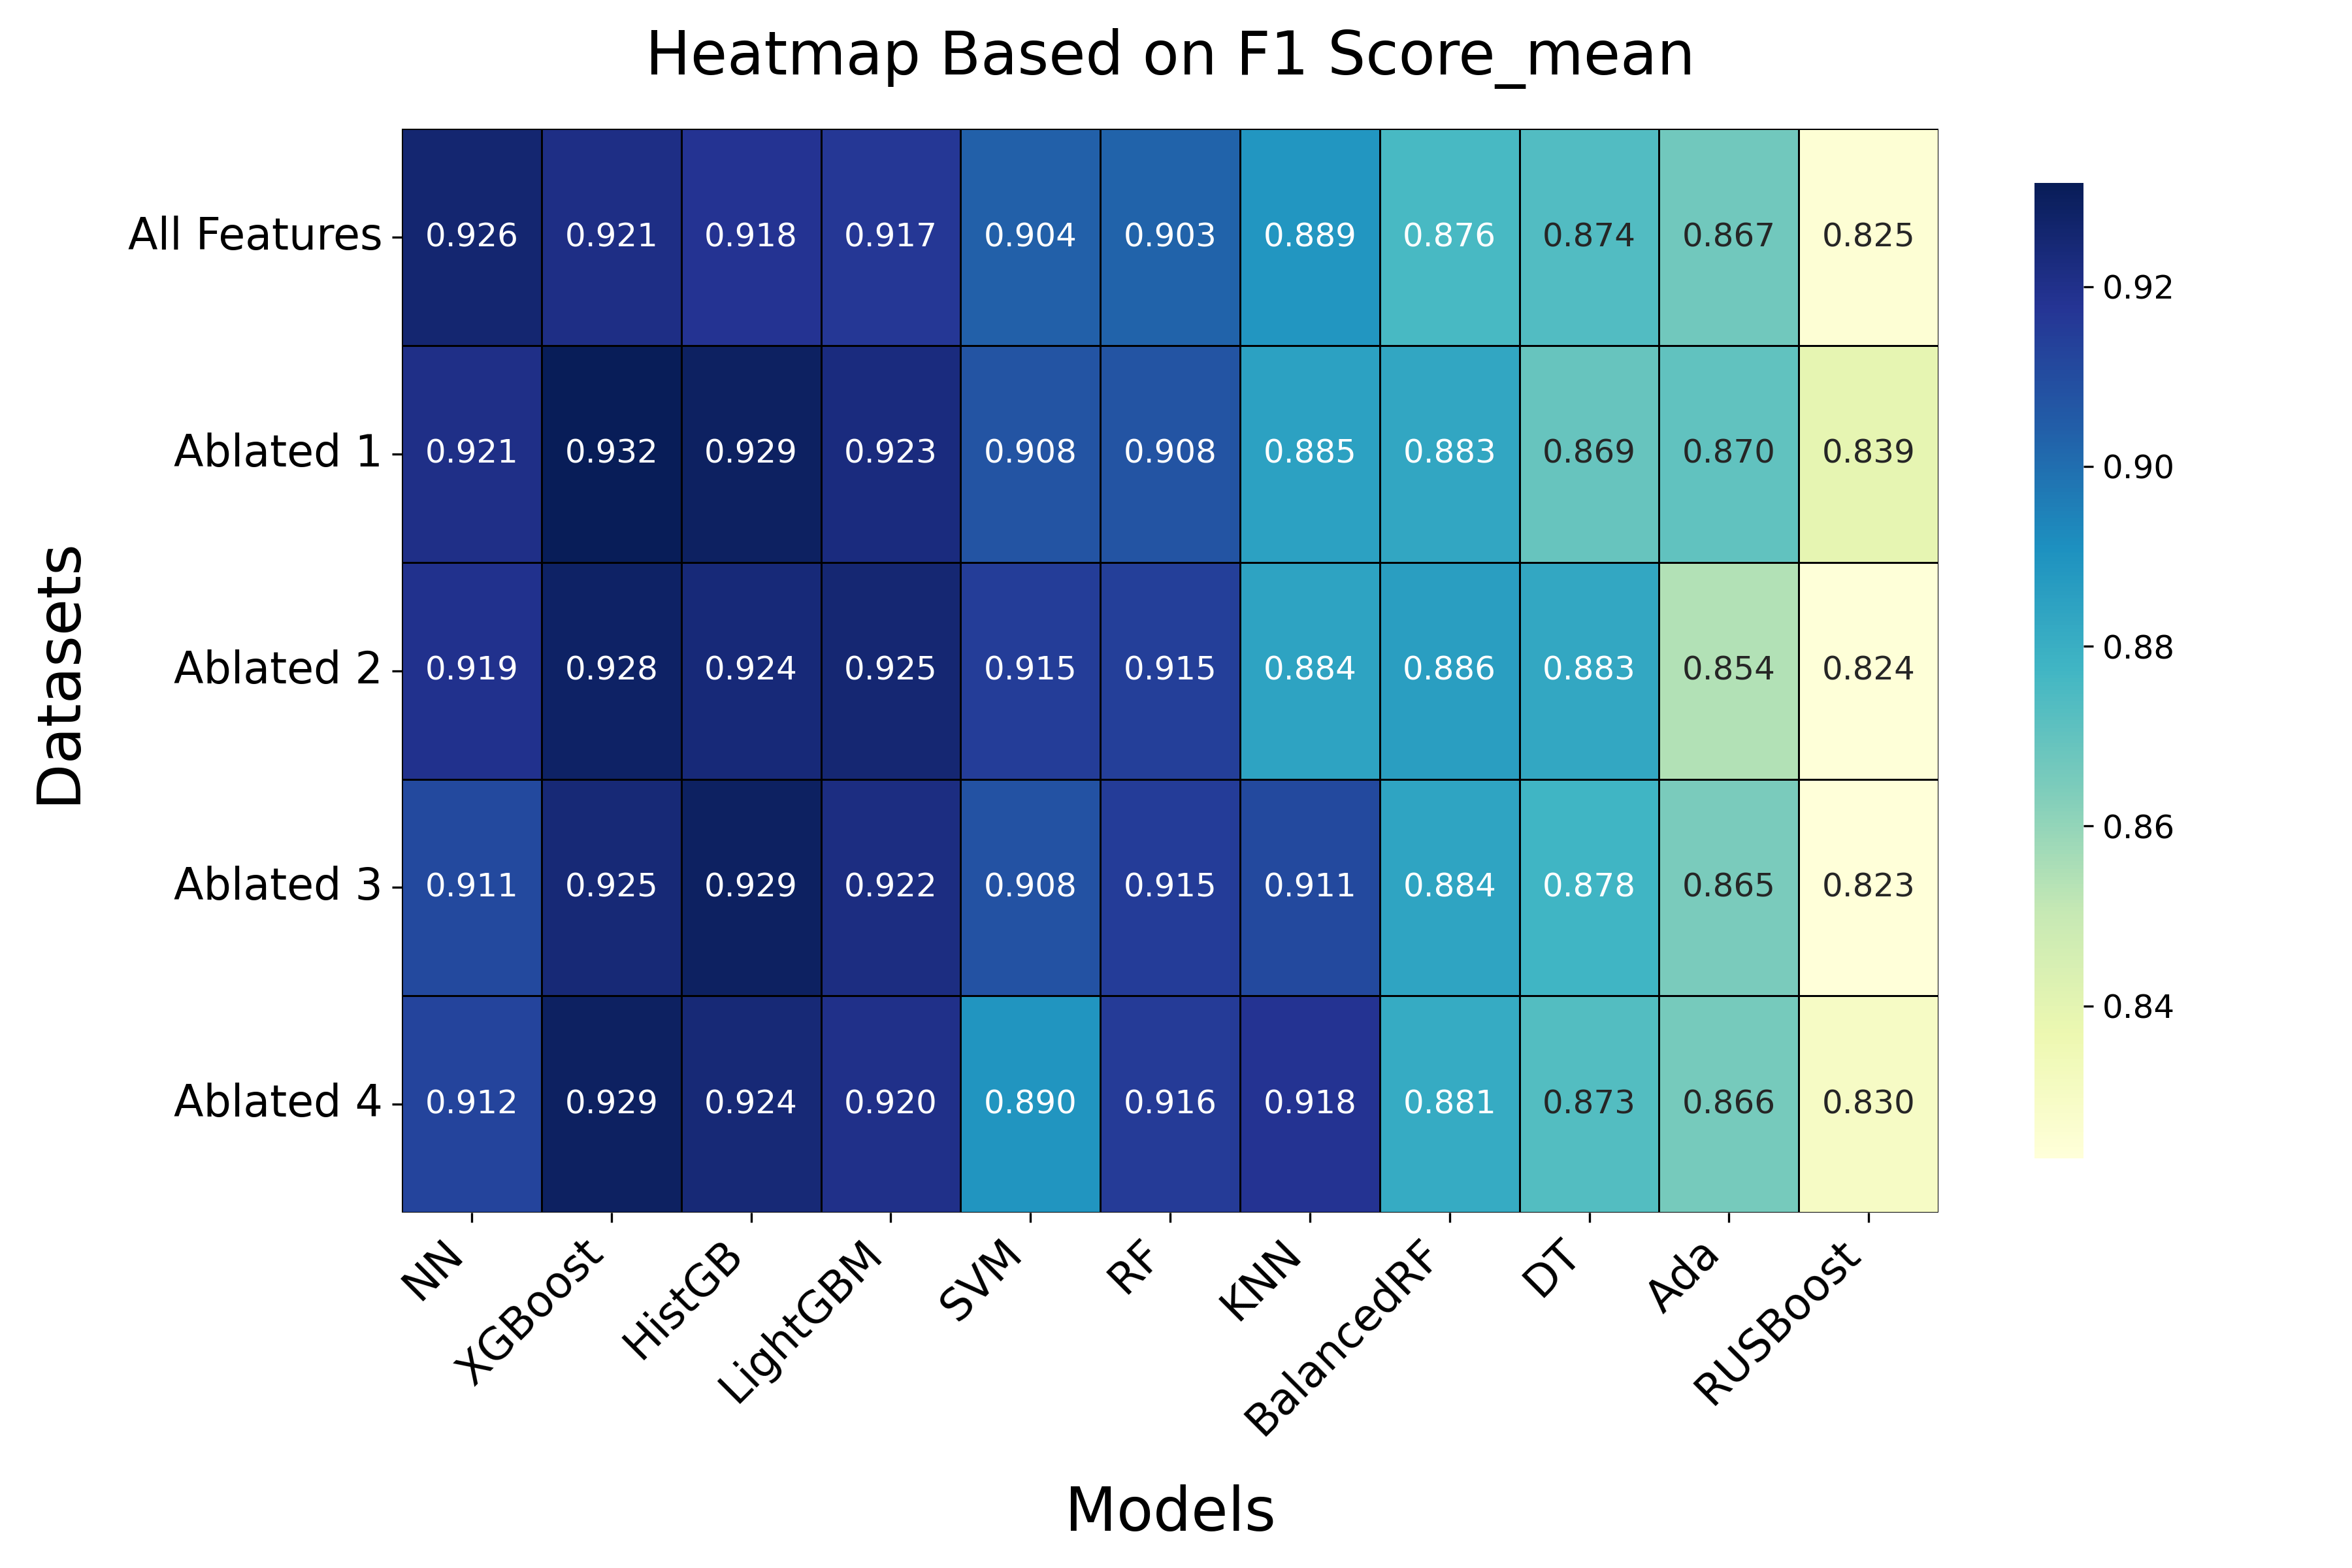 Heatmap Based on F1 Score_mean
All Features 0.926 0.921 0.918 0.917 0.904 0.903 0.889 0.876 0.874 0.867 0.825
Ablated 1 0.921 0.932 0.929 0.923 0.908 0.908 0.885 0.883 0.869 0.870 0.839
Ablated 2 0.919 0.928 0.924 0.925 0.915 0.915 0.884 0.886 0.883 0.854 0.824
Ablated 3 0.911 0.925 0.929 0.922 0.908 0.915 0.911 0.884 0.878 0.865 0.823
Ablated 4 0.912 0.929 0.924 0.920 0.890 0.916 0.918 0.881 0.873 0.866 0.830
Datasets
NN XGBoost HistGB LightGBM SVM RF KNN BalancedRF DT Ada RUSBoost
Models
0.92
0.90
0.88
0.86
0.84